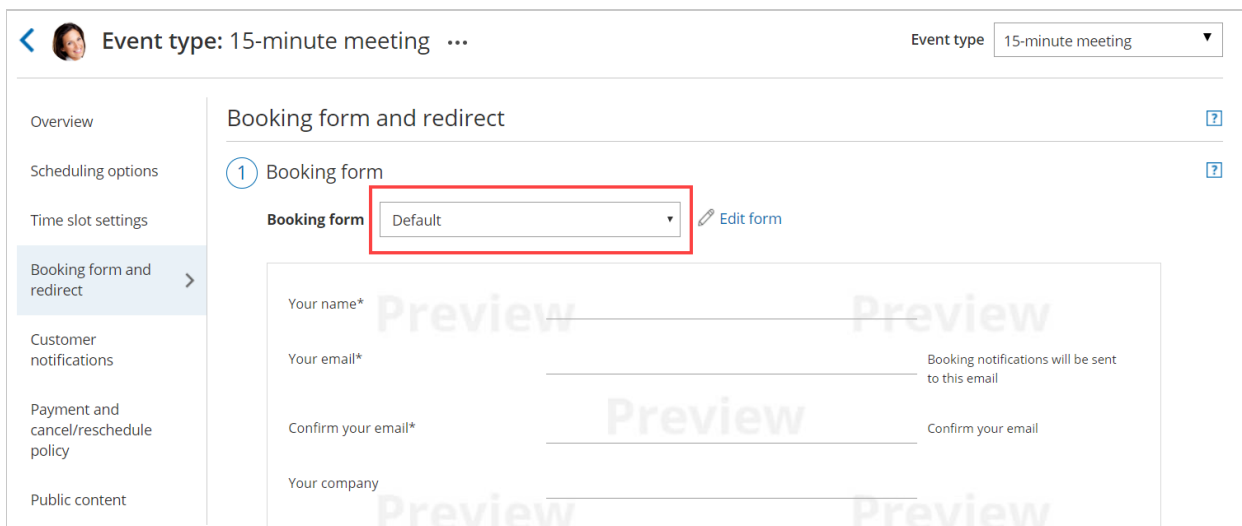 Event type: 15-minute meeting ...
Event type 15-minute meeting
Overview
Scheduling options
Time slot settings
Booking form and
redirect
Customer
notifications
Payment and
cancel/reschedule
policy
Public content
Booking form and redirect ?
1 Booking form ?
Booking form Default Edit form
Preview Preview
Your name*
Your email* Booking notifications will be sent
to this email
Preview
Confirm your email* Confirm your email
Your company
Preview Preview